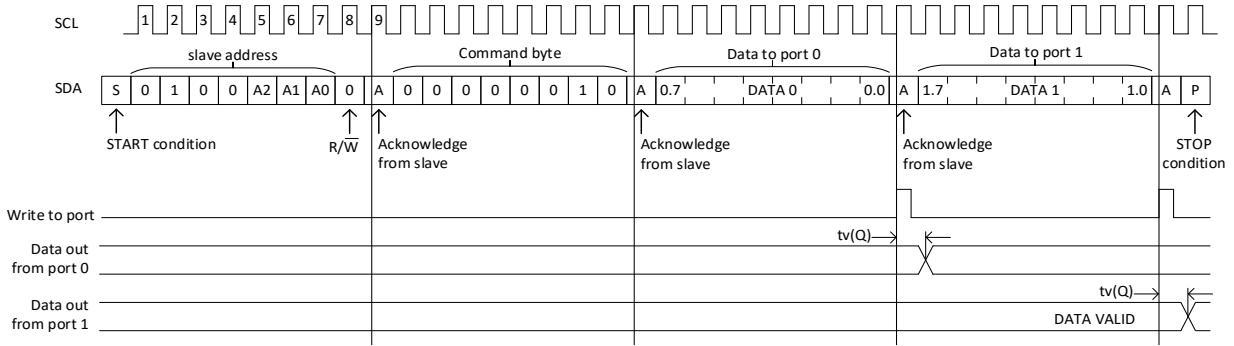 SCL 1 2 3 4 5 6 7 8 9
slave address Command byte Data to port 0 Data to port 1
SDA S 0 1 0 0 A2 A1 A0 0 A 0 0 0 0 0 0 1 0 A 0.7 DATA 0 0.0 A 1.7 DATA 1 1.0 A P
START condition R/W̅ Acknowledge Acknowledge Acknowledge STOP
from slave from slave from slave condition
Write to port
tv(Q)
Data out
from port 0
tv(Q)
Data out
from port 1 DATA VALID